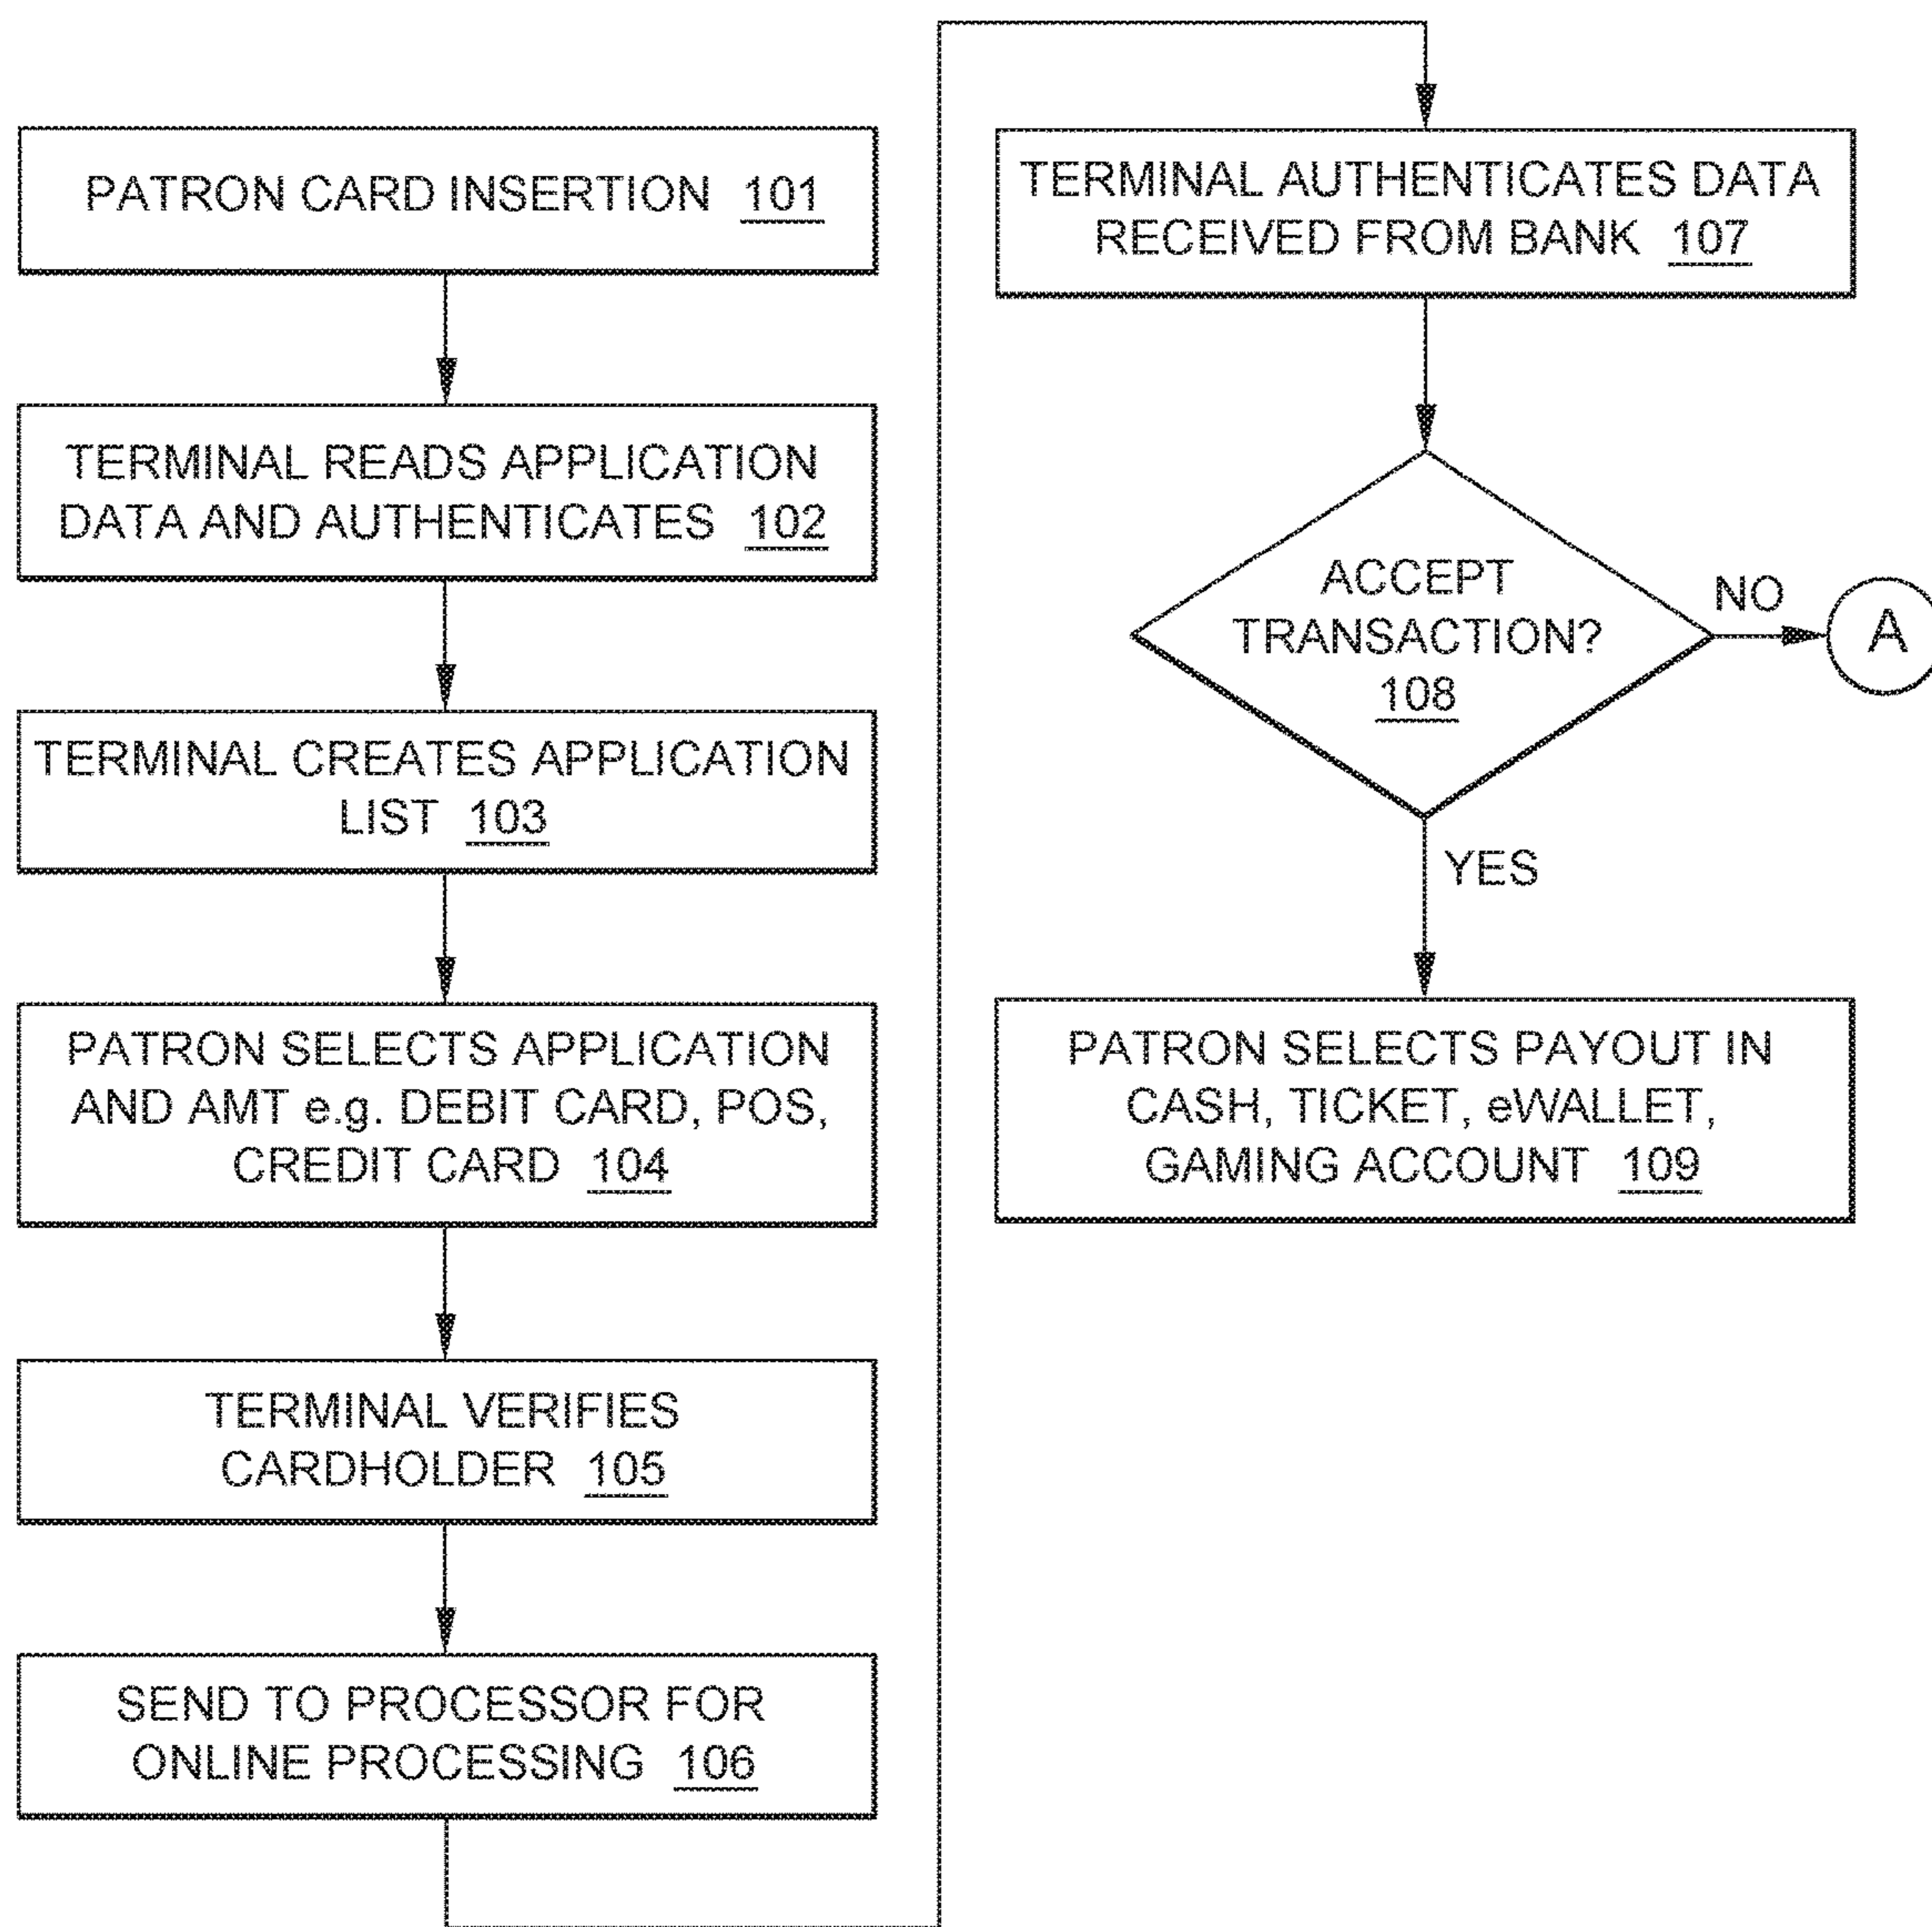 PATRON CARD INSERTION 101
TERMINAL READS APPLICATION
DATA AND AUTHENTICATES 102
TERMINAL CREATES APPLICATION
LIST 103
PATRON SELECTS APPLICATION
AND AMT e.g. DEBIT CARD, POS,
CREDIT CARD 104
TERMINAL VERIFIES
CARDHOLDER 105
SEND TO PROCESSOR FOR
ONLINE PROCESSING 106
TERMINAL AUTHENTICATES DATA
RECEIVED FROM BANK 107
ACCEPT
TRANSACTION?
108
NO
A
YES
PATRON SELECTS PAYOUT IN
CASH, TICKET, eWALLET,
GAMING ACCOUNT 109